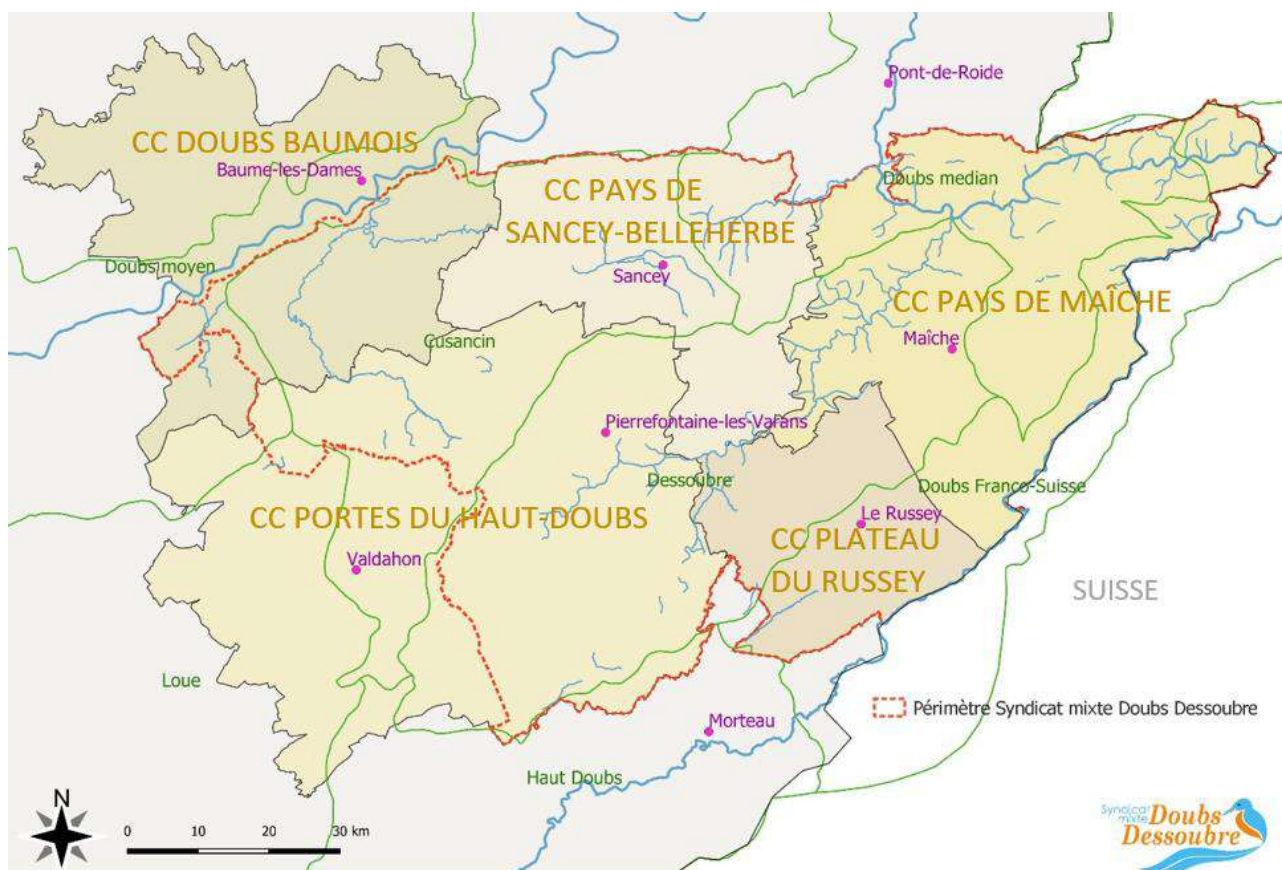 Pont-de-Roide
CC DOUBS BAUMOIS
Baume-les-Dames
Doubs median
CC PAYS DE
SANCEY-BELLEHERBE
Doubs moyen
Sancey
CC PAYS DE MAÎCHE
Cusancin
Maîche
Pierrefontaine-les-Varans
Dessoubre
Doubs Franco-Suisse
CC PORTES DU HAUT-DOUBS
Le Russey
CC PLATEAU
DU RUSSEY
Valdahon
SUISSE
Loue
Périmètre Syndicat mixte Doubs Dessoubre
Morteau
Haut Doubs
N
0 10 20 30 km
Syndicat
mixte Doubs
Dessoubre